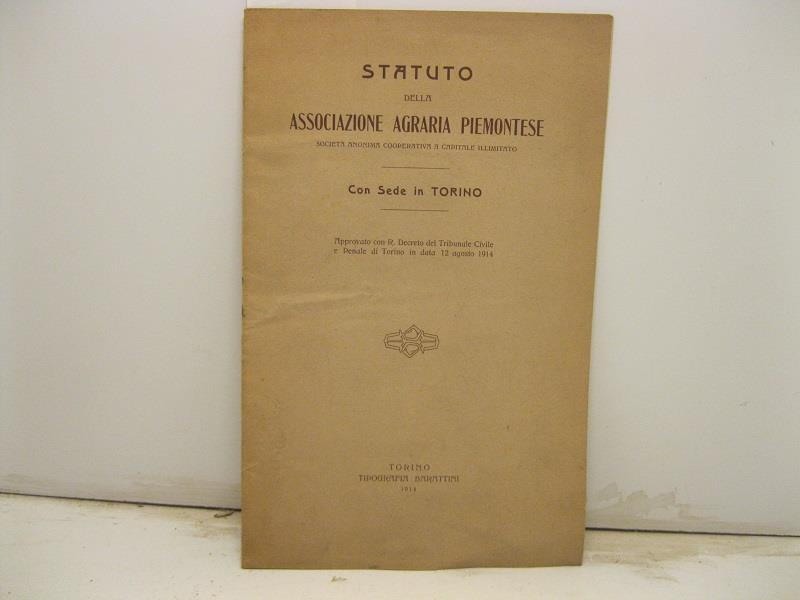 STATUTO
DELLA
ASSOCIAZIONE AGRARIA PIEMONTESE
SOCIETÀ ANONIMA COOPERATIVA A CAPITALE ILLIMITATO
Con Sede in TORINO
Approvato con R. Decreto del Tribunale Civile
e Penale di Torino in data 12 agosto 1914
TORINO
TIPOGRAFIA BARATTINI
1914